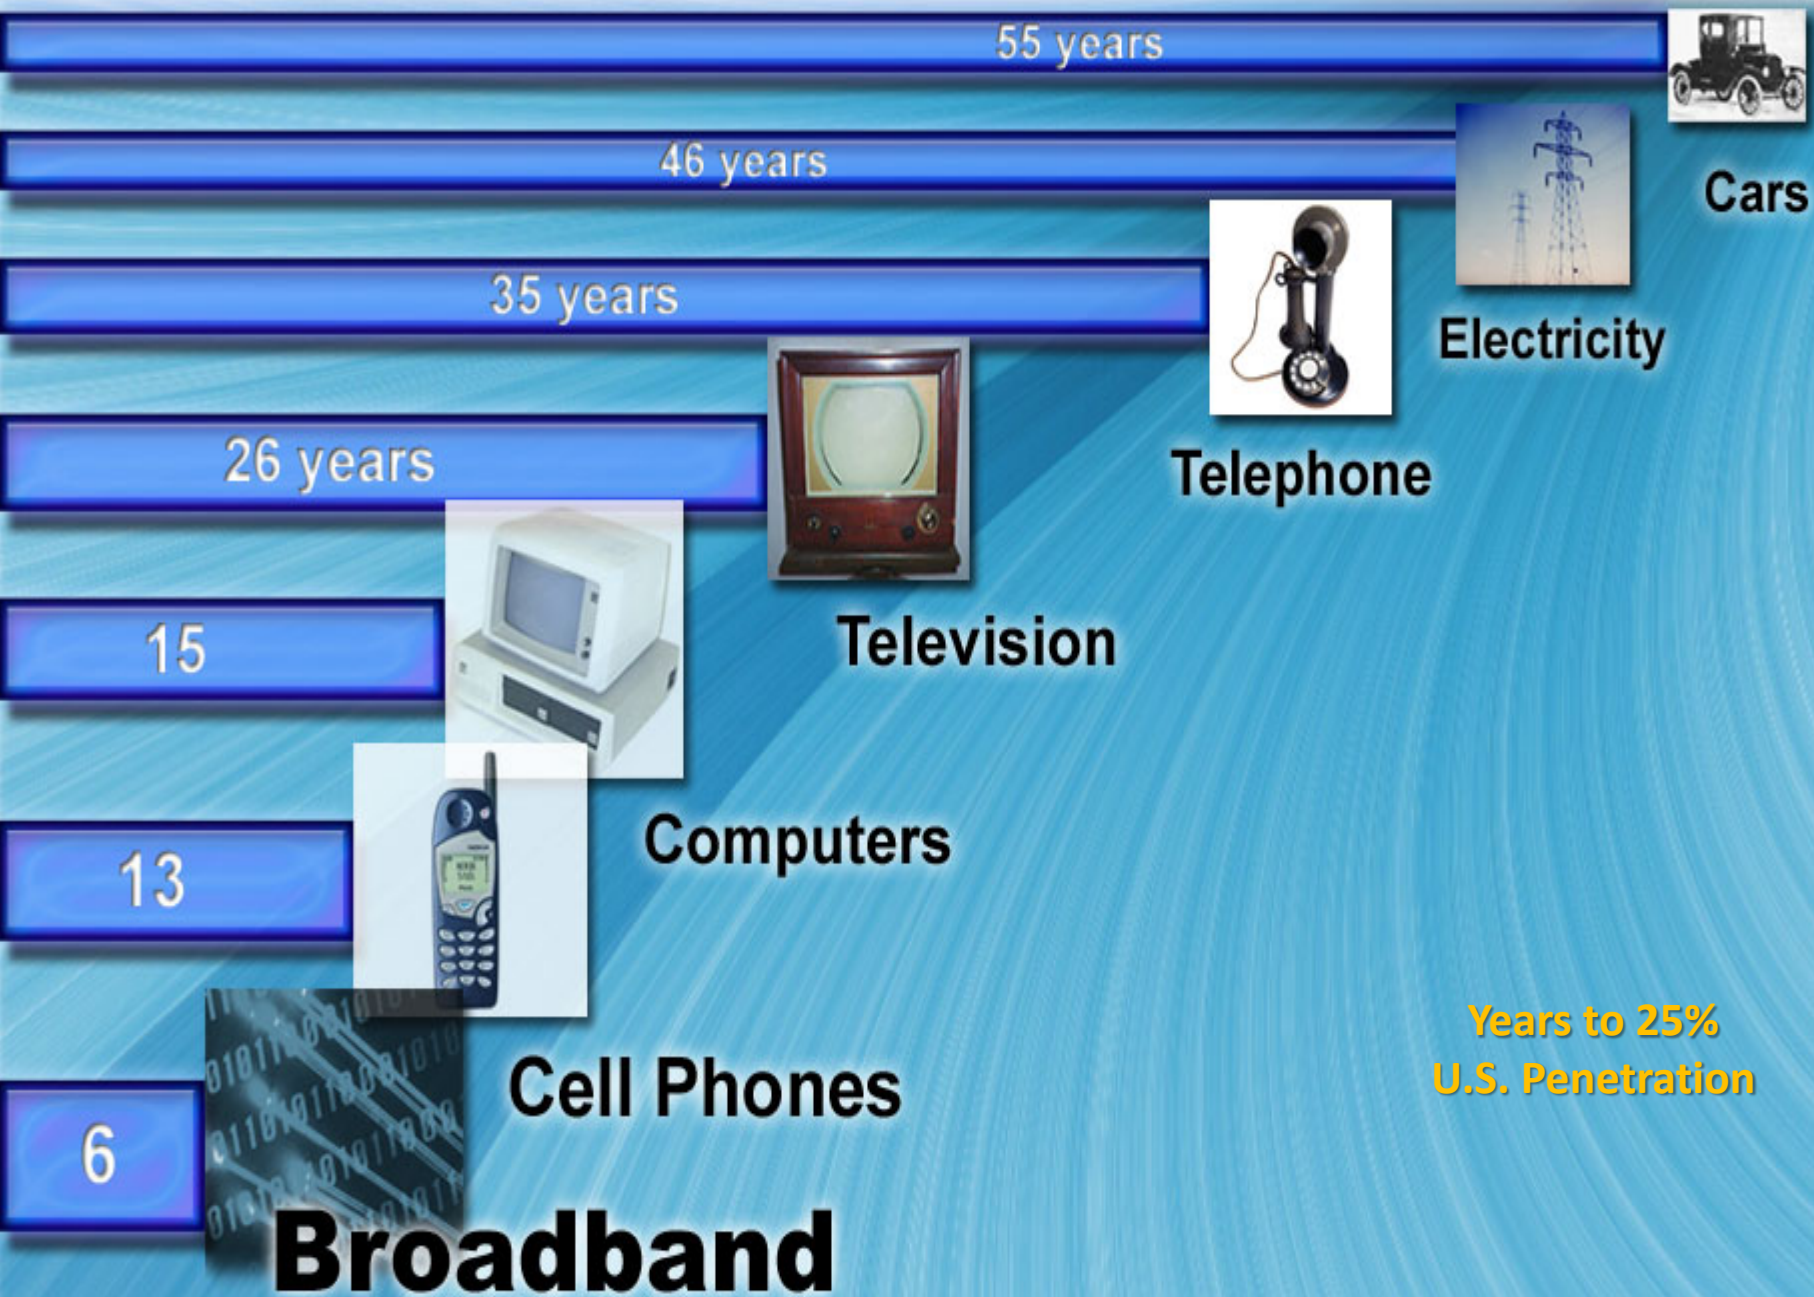 55 years
Cars
46 years
Electricity
35 years
Telephone
26 years
Television
15
Computers
13
Cell Phones
6
Broadband
Years to 25%
U.S. Penetration